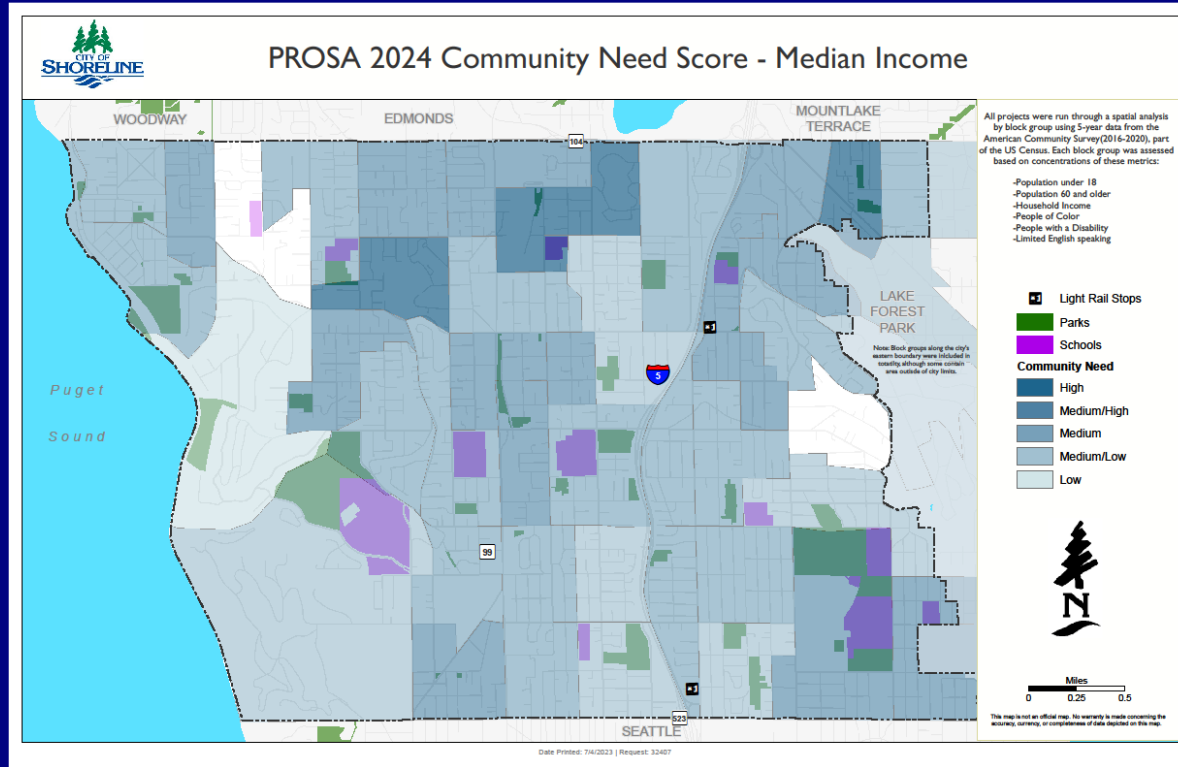 CITY OF
SHORELINE
PROSA 2024 Community Need Score - Median Income
WOODWAY
EDMONDS
MOUNTLAKE
TERRACE
104
All projects were run through a spatial analysis
by block group using 5-year data from the
American Community Survey(2016-2020), part
of the US Census. Each block group was assessed
based on concentrations of these metrics:
-Population under 18
-Population 60 and older
-Household Income
-People of Color
-People with a Disability
-Limited English speaking
LAKE
FOREST
PARK
Note: Block groups along the city's
eastern boundary were inlcluded in
totatlity, although some contain
area outside of city limits.
Light Rail Stops
Parks
Schools
Community Need
High
Medium/High
Medium
Medium/Low
Low
5
Puget
Sound
99
N
Miles
0 0.25 0.5
523
SEATTLE
This map is not an official map. No warranty is made concerning the
accuracy, currency, or completeness of data depicted on this map.
Date Printed: 7/4/2023 | Request: 32407